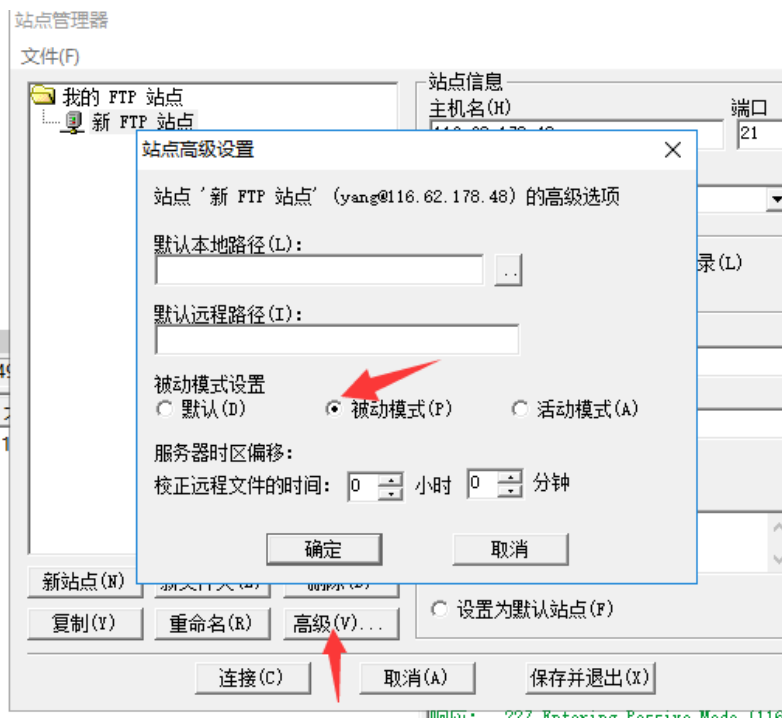 站点管理器
文件(F)
我的 FTP 站点
新 FTP 站点
站点信息
主机名(H)
端口
21
站点高级设置
站点 '新 FTP 站点' (yang@116.62.178.48) 的高级选项
录(L)
默认本地路径(L):
..
默认远程路径(I):
被动模式设置
默认(D)
被动模式(P)
活动模式(A)
服务器时区偏移:
校正远程文件的时间: 0 小时 0 分钟
确定
取消
新站点(N)
设置为默认站点(F)
复制(Y)
重命名(R)
高级(V)...
连接(C)
取消(A)
保存并退出(X)
227 Entering Passive Mode (116